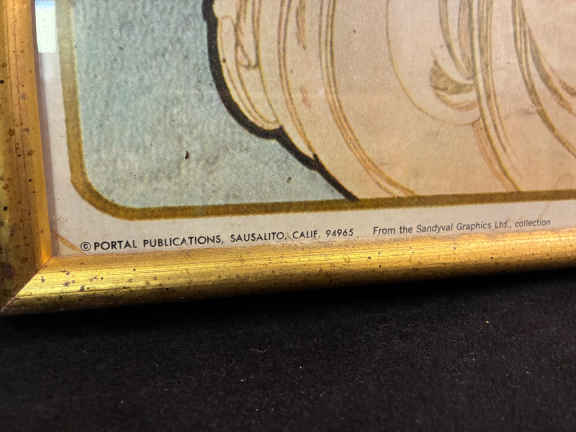 © PORTAL PUBLICATIONS, SAUSALITO, CALIF. 94965 From the Sandyval Graphics Ltd., collection